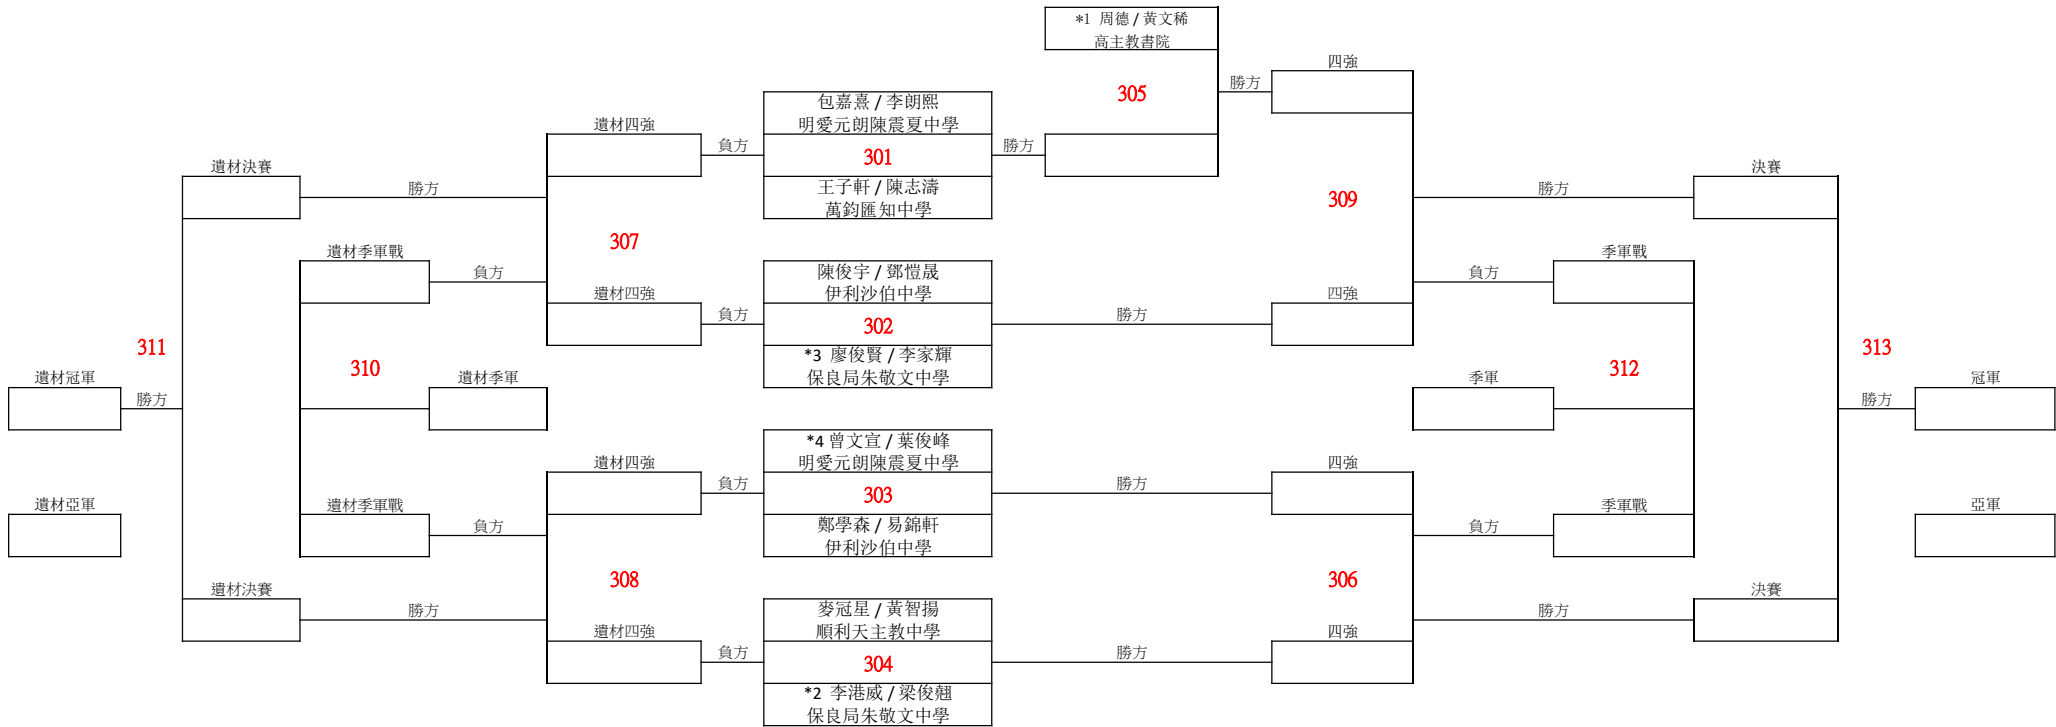 *1 周德 / 黃文稀
高主教書院
四強
勝方
305
包嘉熹 / 李朗熙
明愛元朗陳震夏中學
遺材四強
負方
301
勝方
遺材決賽
決賽
勝方
王子軒 / 陳志濤
萬鈞匯知中學
309
勝方
307
遺材季軍戰
負方
陳俊宇 / 鄧愷晟
伊利沙伯中學
負方
季軍戰
遺材四強
四強
負方
302
勝方
311
*3 廖俊賢 / 李家輝
保良局朱敬文中學
313
310
312
遺材冠軍
勝方
遺材季軍
季軍
勝方
冠軍
*4 曾文宣 / 葉俊峰
明愛元朗陳震夏中學
遺材四強
四強
負方
303
勝方
遺材亞軍
遺材季軍戰
負方
鄭學森 / 易錦軒
伊利沙伯中學
負方
季軍戰
亞軍
308
306
遺材決賽
決賽
勝方
麥冠星 / 黃智揚
順利天主教中學
勝方
遺材四強
四強
負方
304
勝方
*2 李港威 / 梁俊翹
保良局朱敬文中學